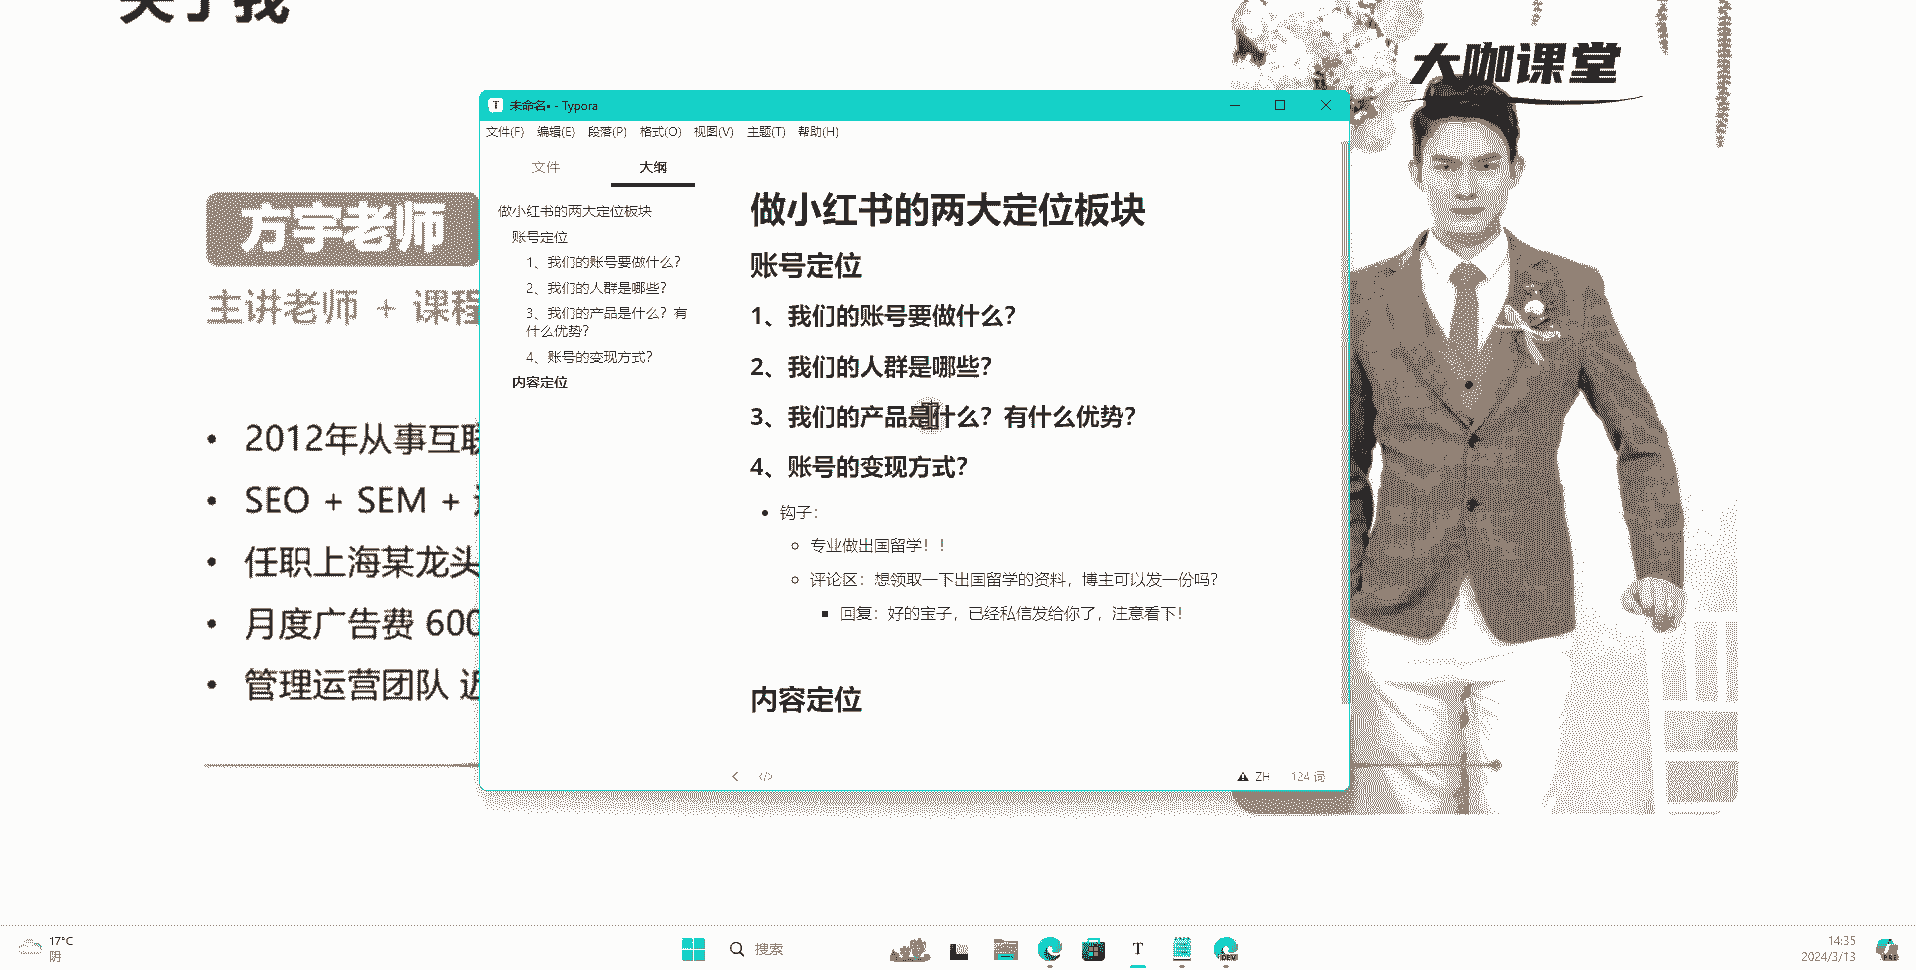 关于我
大咖课堂
方宇老师
主讲老师 + 课程
2012年从事互联
SEO + SEM +
任职上海某龙头
月度广告费 600
管理运营团队 近
未命名• - Typora
文件(F) 编辑(E) 段落(P) 格式(O) 视图(V) 主题(T) 帮助(H)
文件 大纲
做小红书的两大定位板块
账号定位
1、我们的账号要做什么?
2、我们的人群是哪些?
3、我们的产品是什么? 有
什么优势?
4、账号的变现方式?
内容定位
做小红书的两大定位板块
账号定位
1、我们的账号要做什么?
2、我们的人群是哪些?
3、我们的产品是什么? 有什么优势?
4、账号的变现方式?
钩子:
专业做出国留学! !
评论区: 想领取一下出国留学的资料, 博主可以发一份吗?
回复: 好的宝子, 已经私信发给你了, 注意看下!
内容定位
ZH 124 词
17°C
阴
搜索
T
DEV
14:35
2024/3/13
PRE